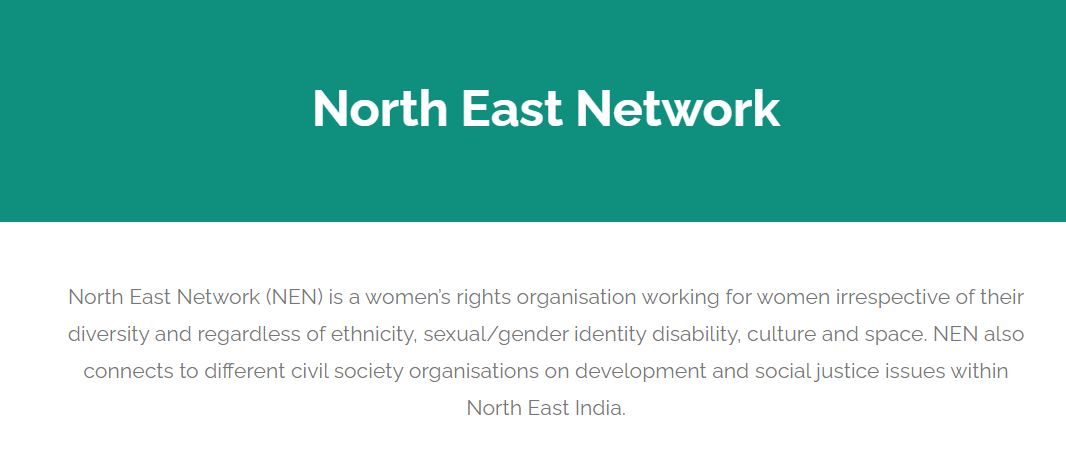 North East Network
North East Network (NEN) is a women's rights organisation working for women irrespective of their
diversity and regardless of ethnicity, sexual/gender identity disability, culture and space. NEN also
connects to different civil society organisations on development and social justice issues within
North East India.